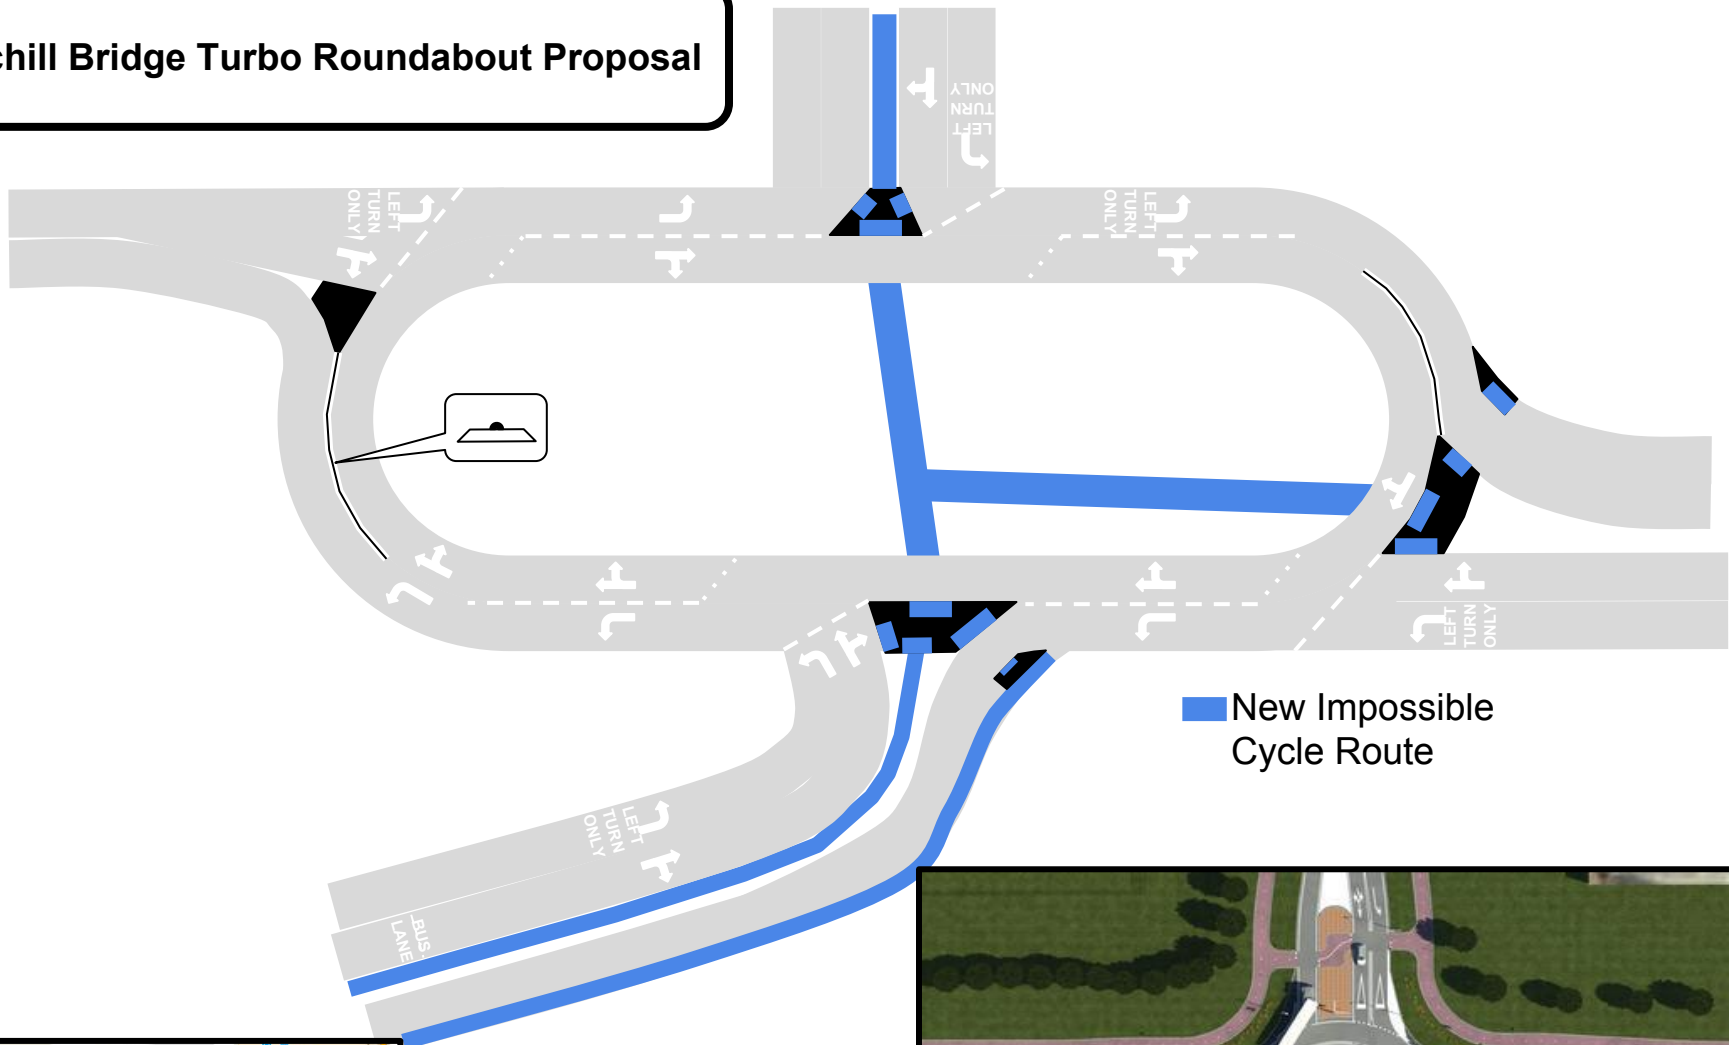 chill Bridge Turbo Roundabout Proposal
ONLY
TURN
LEFT
LEFT
TURN
ONLY
LEFT
TURN
ONLY
LEFT
TURN
ONLY
New Impossible
Cycle Route
LEFT
TURN
ONLY
BUS
LANE